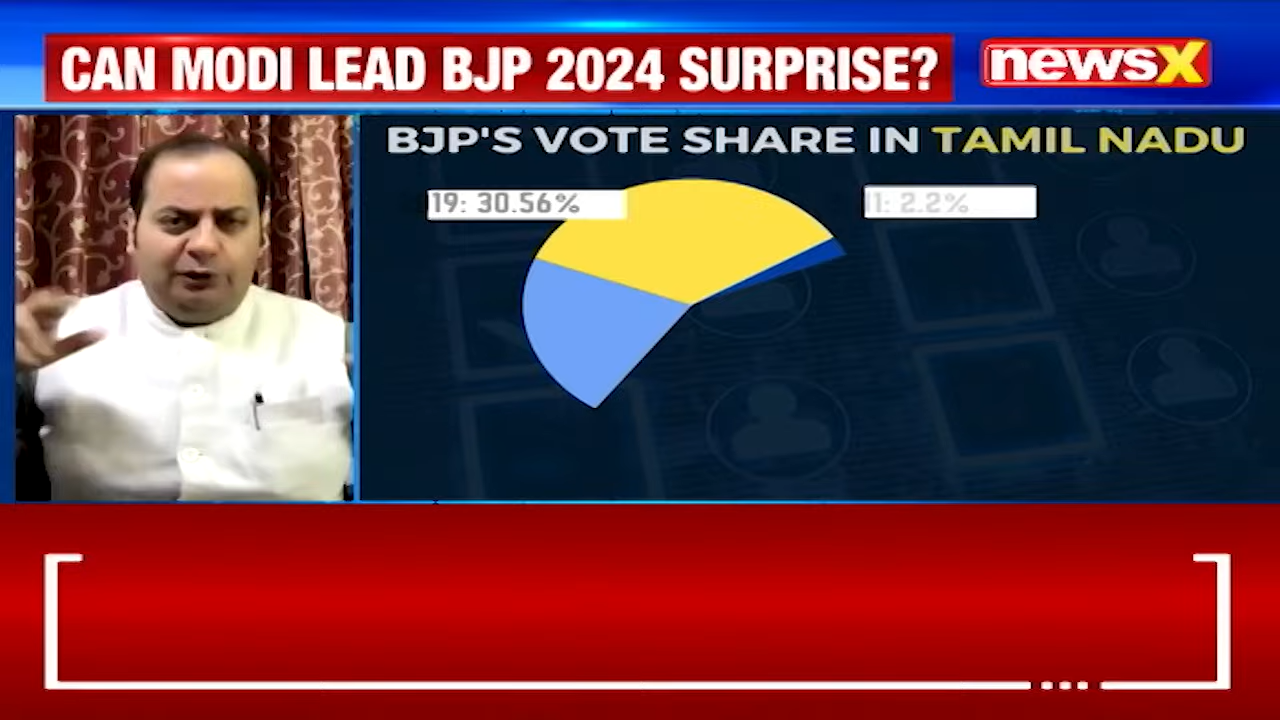 CAN MODI LEAD BJP 2024 SURPRISE?
newsX
BJP'S VOTE SHARE IN TAMIL NADU
19: 30.56%
11: 2.2%